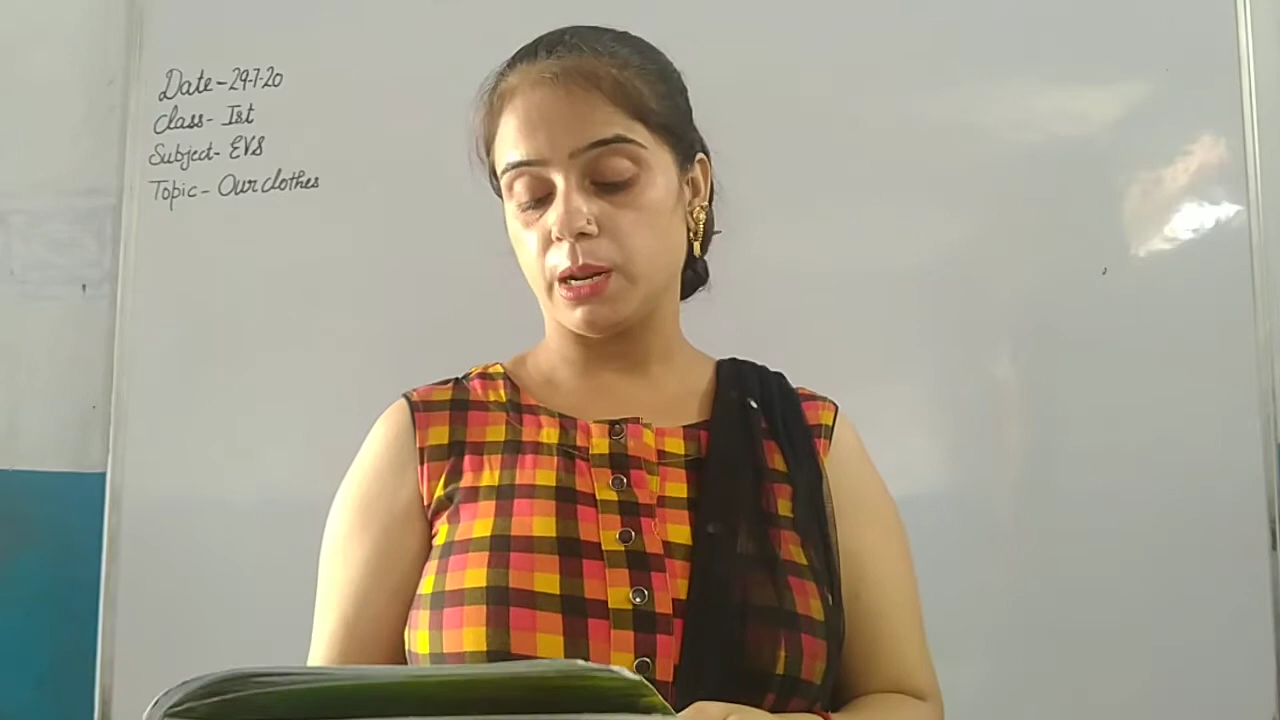 Date-29-7-20
Class- Ist
Subject- EVS
Topic- Our clothes